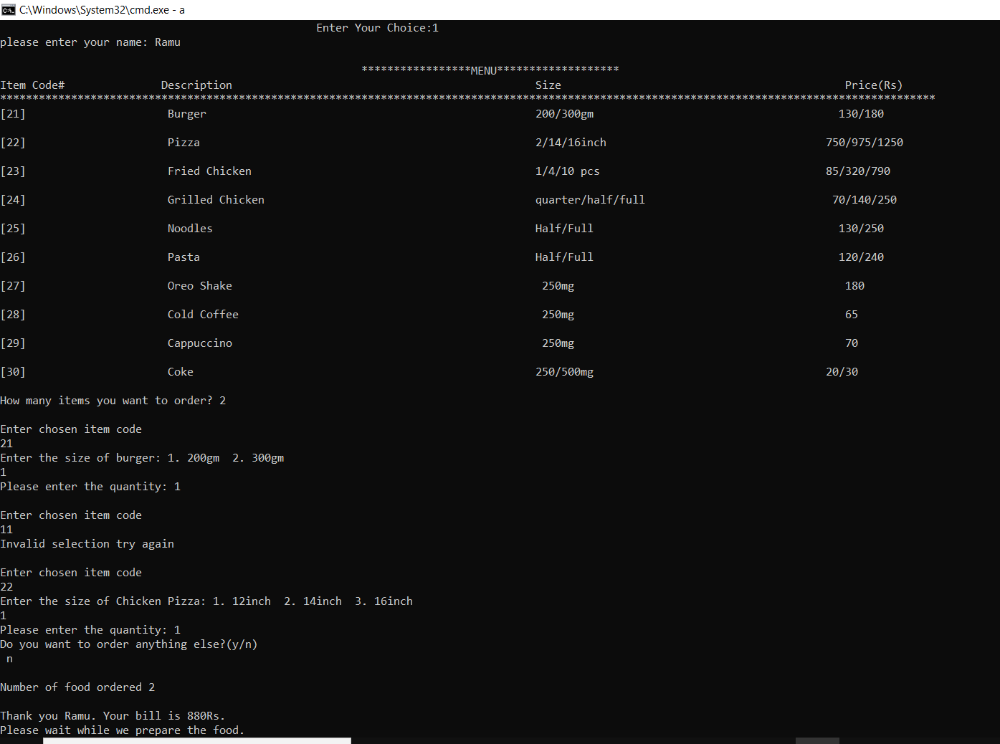 C:\Windows\System32\cmd.exe - a
Enter Your Choice:1
please enter your name: Ramu
*****************MENU*******************
Item Code# Description Size Price(Rs)
*************************************************************************************************************************************************
[21] Burger 200/300gm 130/180
[22] Pizza 2/14/16inch 750/975/1250
[23] Fried Chicken 1/4/10 pcs 85/320/790
[24] Grilled Chicken quarter/half/full 70/140/250
[25] Noodles Half/Full 130/250
[26] Pasta Half/Full 120/240
[27] Oreo Shake 250mg 180
[28] Cold Coffee 250mg 65
[29] Cappuccino 250mg 70
[30] Coke 250/500mg 20/30
How many items you want to order? 2
Enter chosen item code
21
Enter the size of burger: 1. 200gm  2. 300gm
1
Please enter the quantity: 1
Enter chosen item code
11
Invalid selection try again
Enter chosen item code
22
Enter the size of Chicken Pizza: 1. 12inch  2. 14inch  3. 16inch
1
Please enter the quantity: 1
Do you want to order anything else?(y/n)
n
Number of food ordered 2
Thank you Ramu. Your bill is 880Rs.
Please wait while we prepare the food.